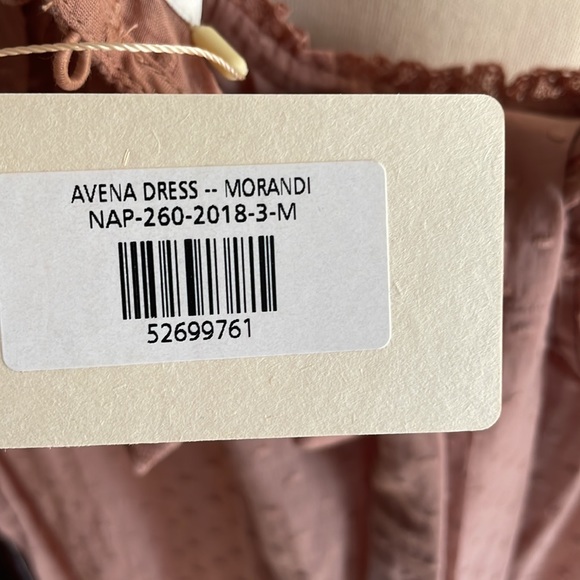 AVENA DRESS -- MORANDI
NAP-260-2018-3-M
52699761